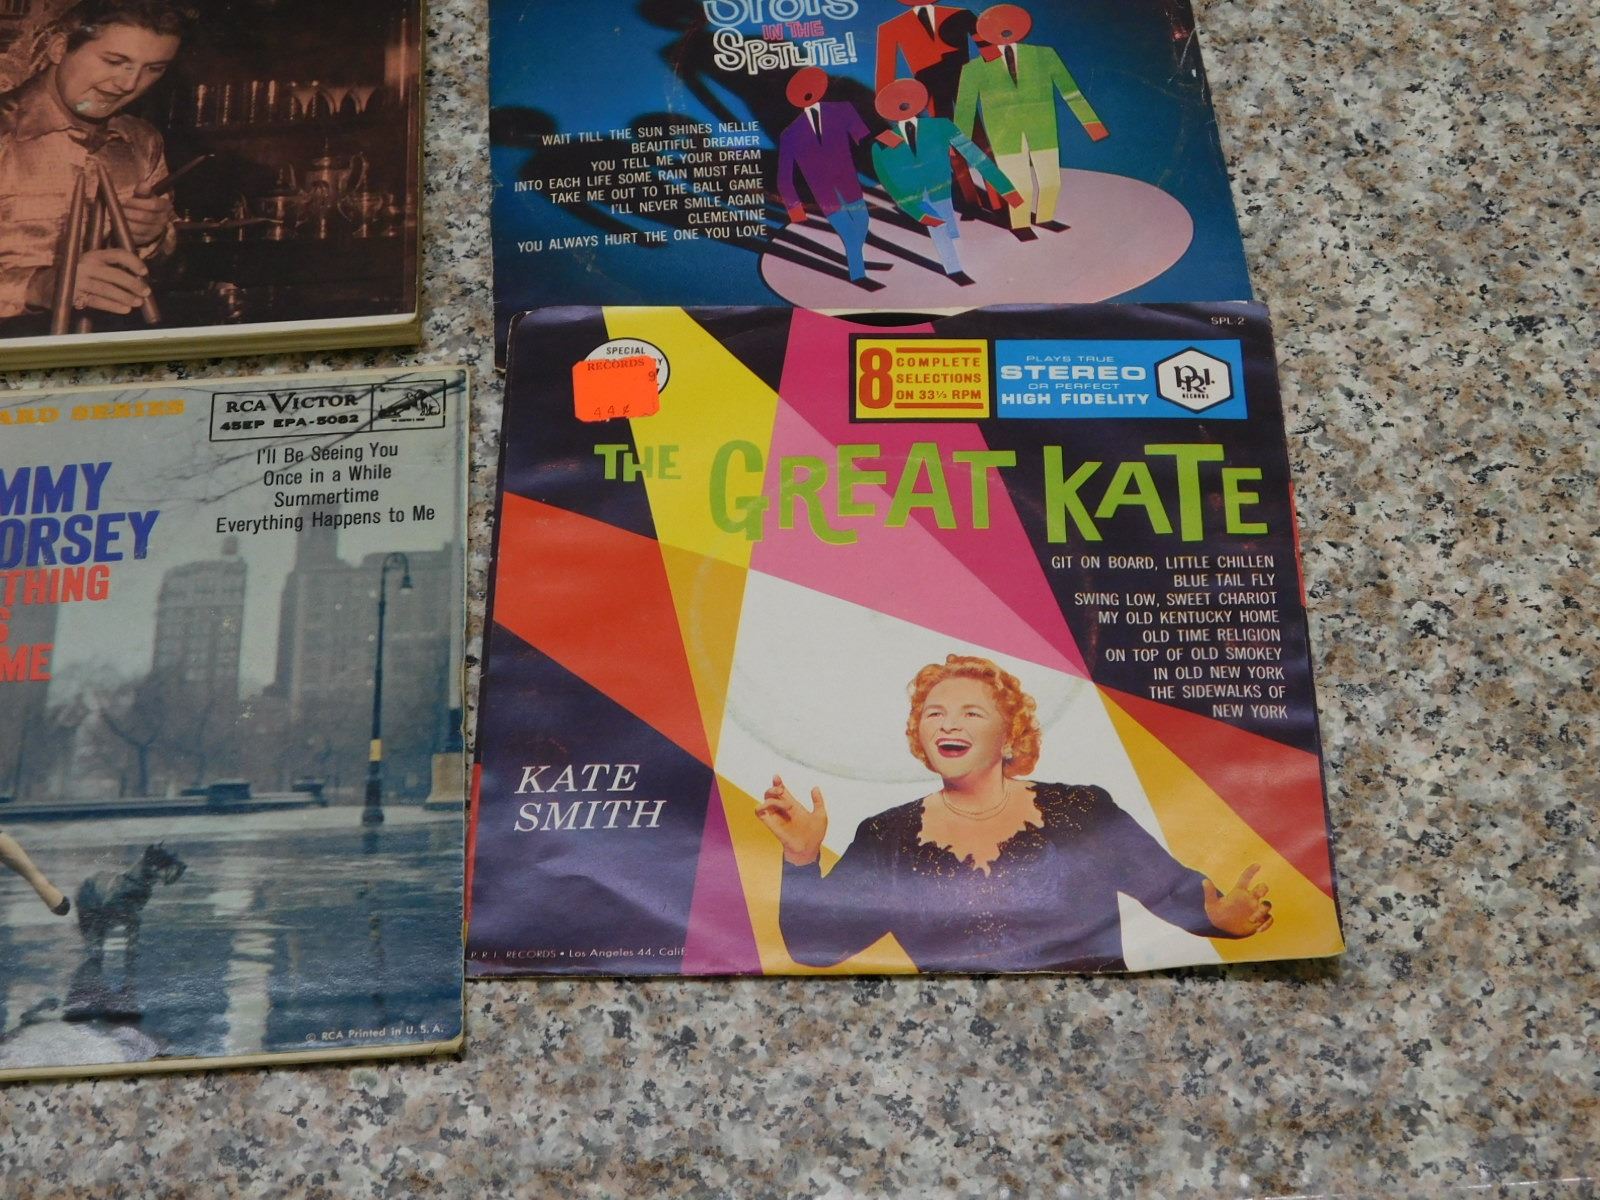 IN THE
SPOTLITE!
WAIT TILL THE SUN SHINES NELLIE
BEAUTIFUL DREAMER
YOU TELL ME YOUR DREAM
INTO EACH LIFE SOME RAIN MUST FALL
TAKE ME OUT TO THE BALL GAME
I'LL NEVER SMILE AGAIN
CLEMENTINE
YOU ALWAYS HURT THE ONE YOU LOVE
ARD SERIES
RCA VICTOR
45EP EPA-5082
I'll Be Seeing You
Once in a While
Summertime
Everything Happens to Me
MMY
ORSEY
THING
S
ME
© RCA Printed in U. S. A.
SPL-2
SPECIAL
RECORDS
44¢
8 COMPLETE
SELECTIONS
ON 33⅓ RPM
PLAYS TRUE
STEREO
OR PERFECT
HIGH FIDELITY
P.R.I.
RECORDS
THE GREAT KATE
GIT ON BOARD, LITTLE CHILLEN
BLUE TAIL FLY
SWING LOW, SWEET CHARIOT
MY OLD KENTUCKY HOME
OLD TIME RELIGION
ON TOP OF OLD SMOKEY
IN OLD NEW YORK
THE SIDEWALKS OF
NEW YORK
KATE
SMITH
P. R. I. RECORDS • Los Angeles 44, Calif.